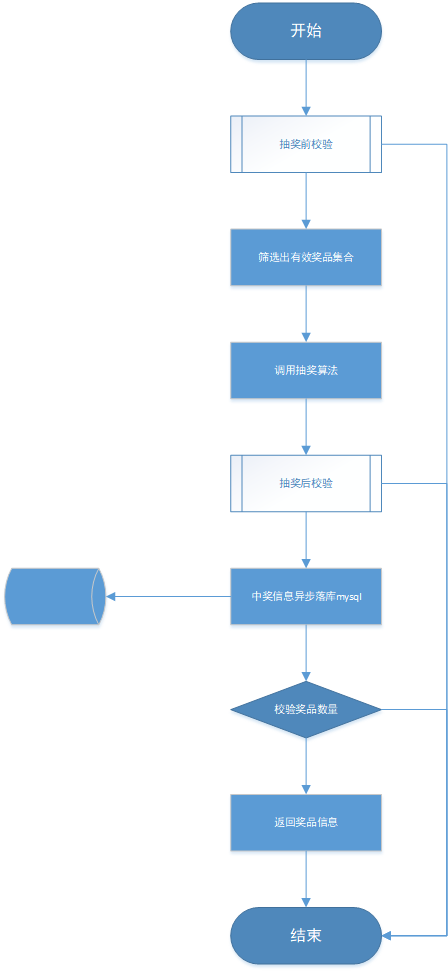 开始
抽奖前校验
筛选出有效奖品集合
调用抽奖算法
抽奖后校验
中奖信息异步落库mysql
校验奖品数量
返回奖品信息
结束